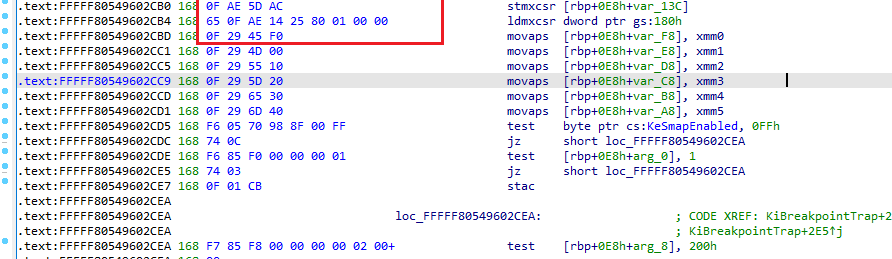 .text:FFFFF80549602CB0 168 0F AE 5D AC stmxcsr [rbp+0E8h+var_13C]
.text:FFFFF80549602CB4 168 65 0F AE 14 25 80 01 00 00 ldmxcsr dword ptr gs:180h
.text:FFFFF80549602CBD 168 0F 29 45 F0 movaps [rbp+0E8h+var_F8], xmm0
.text:FFFFF80549602CC1 168 0F 29 4D 00 movaps [rbp+0E8h+var_E8], xmm1
.text:FFFFF80549602CC5 168 0F 29 55 10 movaps [rbp+0E8h+var_D8], xmm2
.text:FFFFF80549602CC9 168 0F 29 5D 20 movaps [rbp+0E8h+var_C8], xmm3
.text:FFFFF80549602CCD 168 0F 29 65 30 movaps [rbp+0E8h+var_B8], xmm4
.text:FFFFF80549602CD1 168 0F 29 6D 40 movaps [rbp+0E8h+var_A8], xmm5
.text:FFFFF80549602CD5 168 F6 05 70 98 8F 00 FF test byte ptr cs:KeSmapEnabled, 0FFh
.text:FFFFF80549602CDC 168 74 0C jz short loc_FFFFF80549602CEA
.text:FFFFF80549602CDE 168 F6 85 F0 00 00 00 01 test [rbp+0E8h+arg_0], 1
.text:FFFFF80549602CE5 168 74 03 jz short loc_FFFFF80549602CEA
.text:FFFFF80549602CE7 168 0F 01 CB stac
.text:FFFFF80549602CEA
.text:FFFFF80549602CEA loc_FFFFF80549602CEA: ; CODE XREF: KiBreakpointTrap+2
.text:FFFFF80549602CEA ; KiBreakpointTrap+2E5↑j
.text:FFFFF80549602CEA 168 F7 85 F8 00 00 00 00 02 00+ test [rbp+0E8h+arg_8], 200h